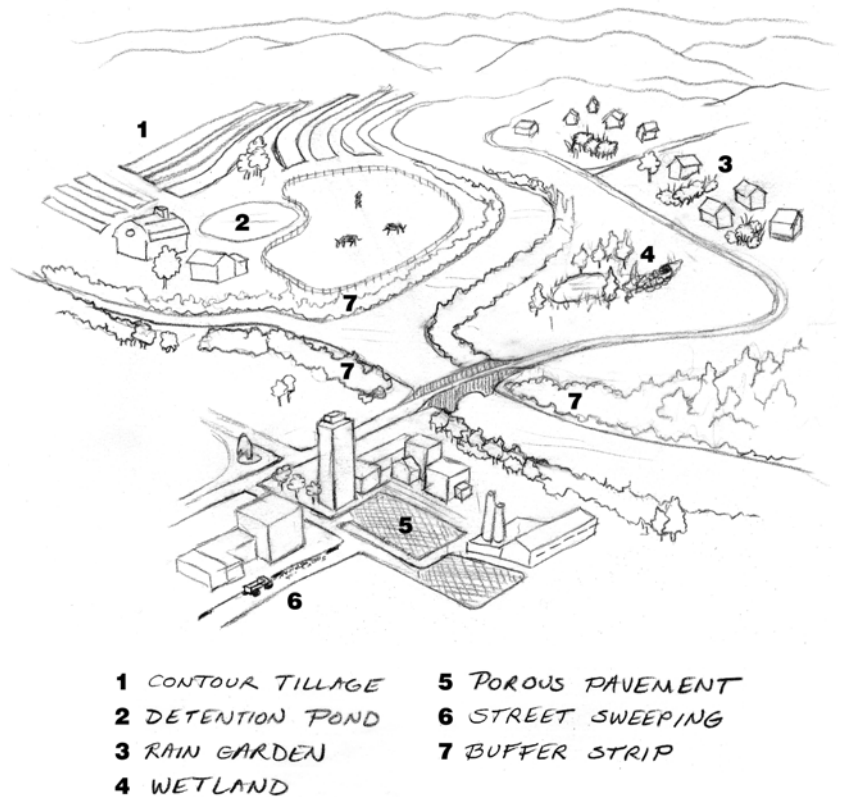 1
2
3
4
7
7
7
5
6
1 CONTOUR TILLAGE
2 DETENTION POND
3 RAIN GARDEN
4 WETLAND
5 POROUS PAVEMENT
6 STREET SWEEPING
7 BUFFER STRIP